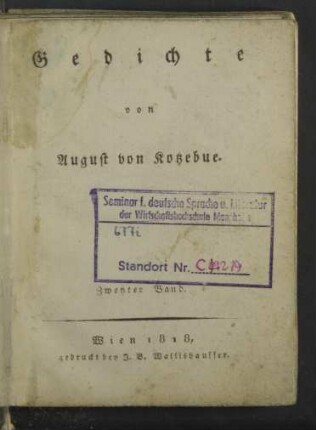 Gedichte
von
August von Kotzebue.
Seminar f. deutsche Sprache u. Literatur
der Wirtschaftshochschule Mannheim
Standort Nr.
Zweyter Band.
Wien 1818,
gedruckt bey J. B. Wallishausser.